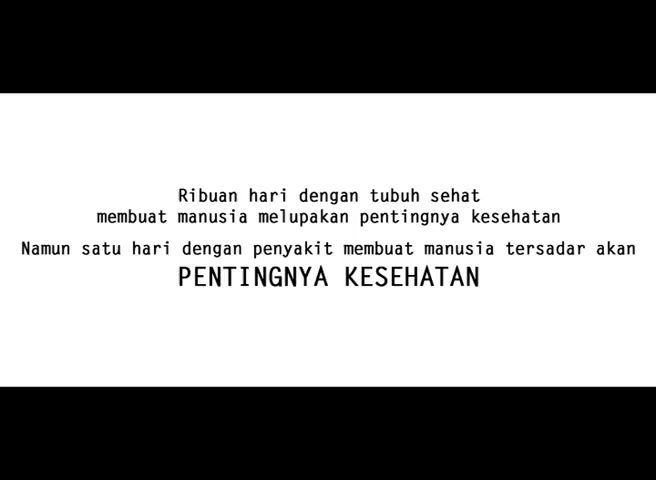 Ribuan hari dengan tubuh sehat
membuat manusia melupakan pentingnya kesehatan
Namun satu hari dengan penyakit membuat manusia tersadar akan
PENTINGNYA KESEHATAN